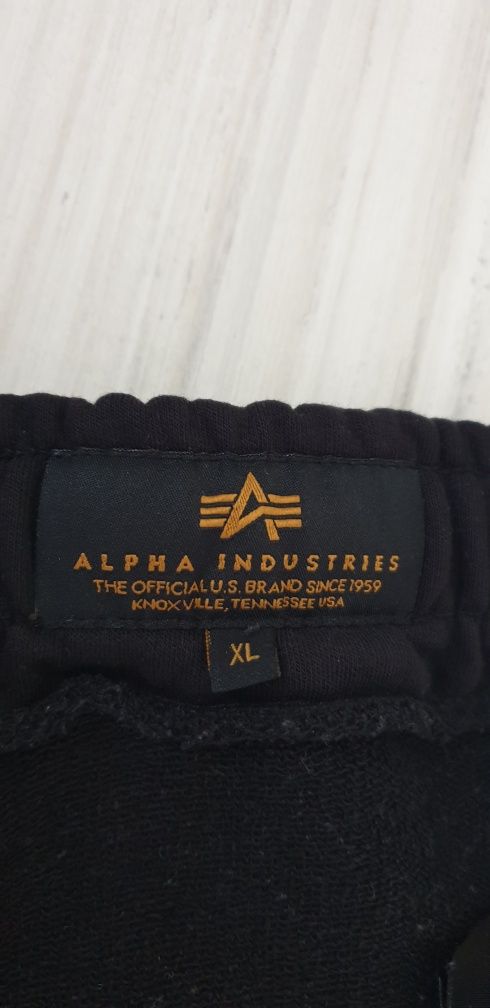 ALPHA INDUSTRIES
THE OFFICIAL U.S. BRAND SINCE 1959
KNOXVILLE, TENNESSEE USA
XL